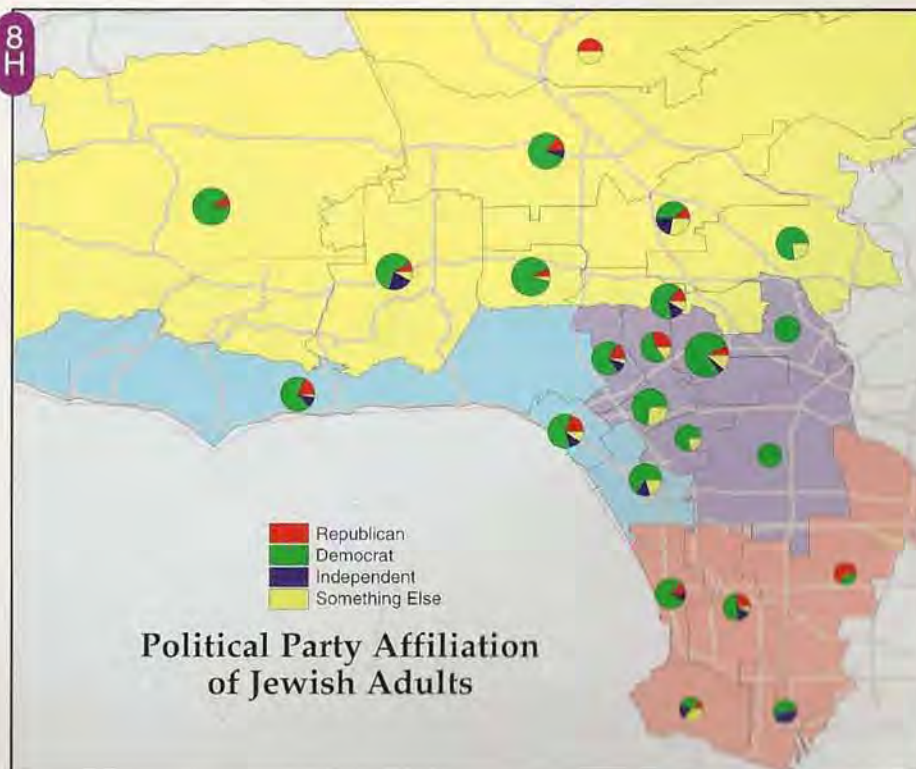 8
H
Republican
Democrat
Independent
Something Else
Political Party Affiliation
of Jewish Adults